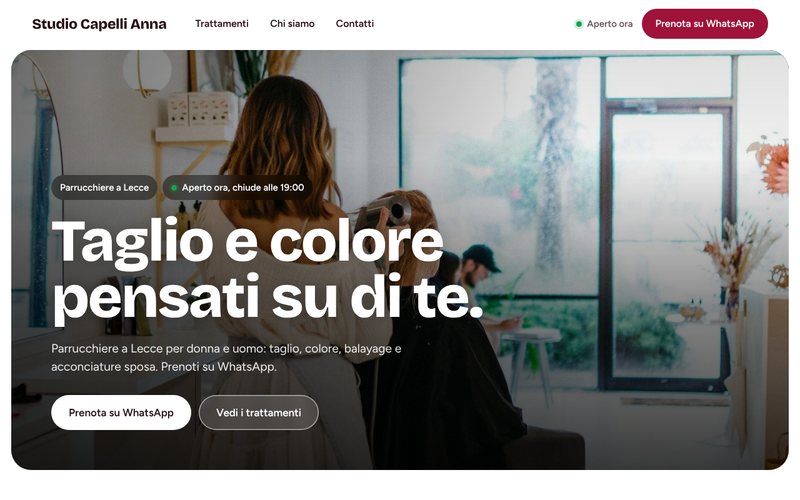 Studio Capelli Anna
Trattamenti
Chi siamo
Contatti
Aperto ora
Prenota su WhatsApp
Parrucchiere a Lecce
Aperto ora, chiude alle 19:00
Taglio e colore
pensati su di te.
Parrucchiere a Lecce per donna e uomo: taglio, colore, balayage e
acconciature sposa. Prenoti su WhatsApp.
Prenota su WhatsApp
Vedi i trattamenti